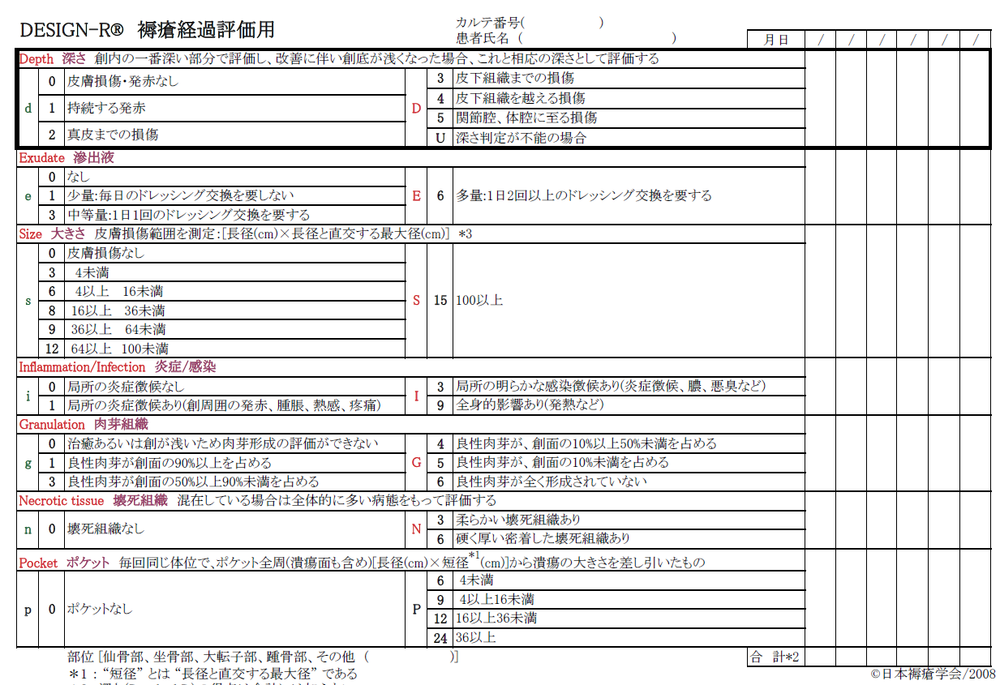 DESIGN-R® 褥瘡経過評価用
カルテ番号( )
患者氏名 ( )
月日 / / / / / /
Depth 深さ 創内の一番深い部分で評価し、改善に伴い創底が浅くなった場合、これと相応の深さとして評価する
d
0 皮膚損傷・発赤なし
1 持続する発赤
2 真皮までの損傷
D
3 皮下組織までの損傷
4 皮下組織を越える損傷
5 関節腔、体腔に至る損傷
U 深さ判定が不能の場合
Exudate 滲出液
e
0 なし
1 少量:毎日のドレッシング交換を要しない
3 中等量:1日1回のドレッシング交換を要する
E
6 多量:1日2回以上のドレッシング交換を要する
Size 大きさ 皮膚損傷範囲を測定:[長径(cm)×長径と直交する最大径(cm)] *3
s
0 皮膚損傷なし
3 4未満
6 4以上 16未満
8 16以上 36未満
9 36以上 64未満
12 64以上 100未満
S
15 100以上
Inflammation/Infection 炎症/感染
i
0 局所の炎症徴候なし
1 局所の炎症徴候あり(創周囲の発赤、腫脹、熱感、疼痛)
I
3 局所の明らかな感染徴候あり(炎症徴候、膿、悪臭など)
9 全身的影響あり(発熱など)
Granulation 肉芽組織
g
0 治癒あるいは創が浅いため肉芽形成の評価ができない
1 良性肉芽が創面の90%以上を占める
3 良性肉芽が創面の50%以上90%未満を占める
G
4 良性肉芽が、創面の10%以上50%未満を占める
5 良性肉芽が、創面の10%未満を占める
6 良性肉芽が全く形成されていない
Necrotic tissue 壊死組織 混在している場合は全体的に多い病態をもって評価する
n
0 壊死組織なし
N
3 柔らかい壊死組織あり
6 硬く厚い密着した壊死組織あり
Pocket ポケット 毎回同じ体位で、ポケット全周(潰瘍面も含め)[長径(cm)×短径*1(cm)]から潰瘍の大きさを差し引いたもの
p
0 ポケットなし
P
6 4未満
9 4以上16未満
12 16以上36未満
24 36以上
部位 [仙骨部、坐骨部、大転子部、踵骨部、その他 ( )]
合 計*2
*1:“短径” とは “長径と直交する最大径” である
©日本褥瘡学会/2008